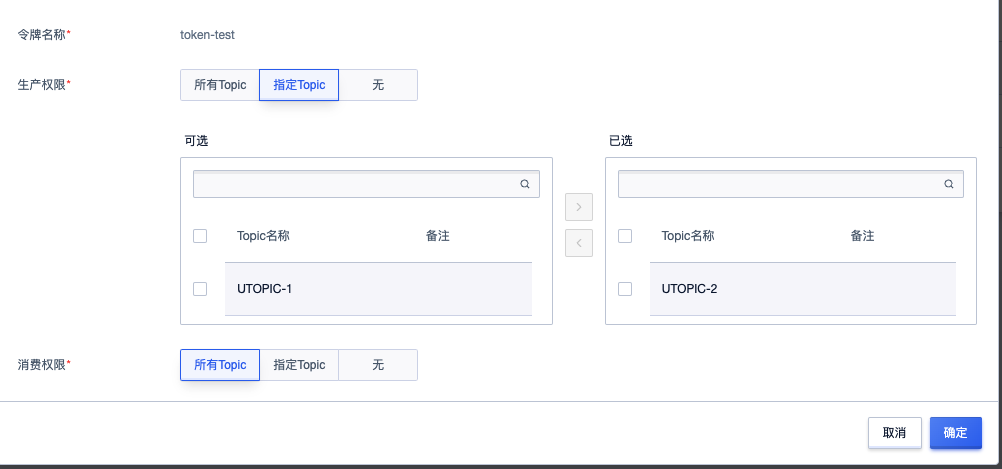 令牌名称* token-test
生产权限* 所有Topic 指定Topic 无
可选 已选
Topic名称 备注 Topic名称 备注
UTOPIC-1 UTOPIC-2
消费权限* 所有Topic 指定Topic 无
取消 确定